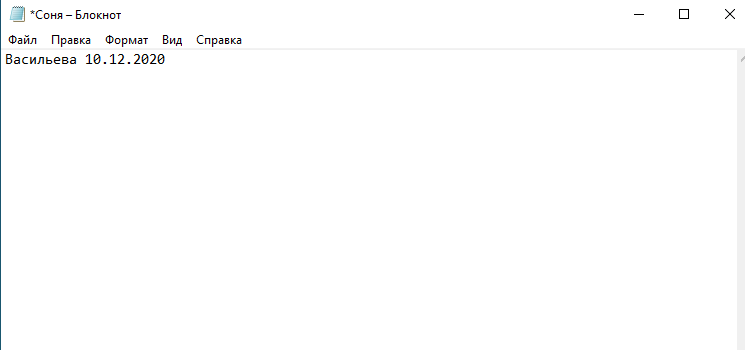 *Соня – Блокнот
Файл Правка Формат Вид Справка
Васильева 10.12.2020